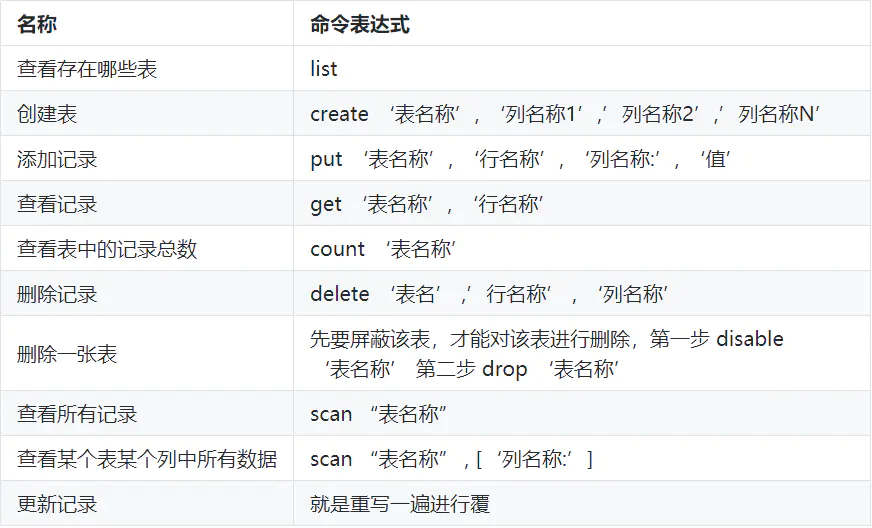 名称 命令表达式
查看存在哪些表 list
创建表 create ‘表名称’, ‘列名称1’,’列名称2’,’列名称N’
添加记录 put ‘表名称’, ‘行名称’, ‘列名称:’, ‘值’
查看记录 get ‘表名称’, ‘行名称’
查看表中的记录总数 count ‘表名称’
删除记录 delete ‘表名’ ,’行名称’ , ‘列名称’
删除一张表 先要屏蔽该表，才能对该表进行删除，第一步 disable
‘表名称’ 第二步 drop ‘表名称’
查看所有记录 scan “表名称”
查看某个表某个列中所有数据 scan “表名称” , [‘列名称:’]
更新记录 就是重写一遍进行覆